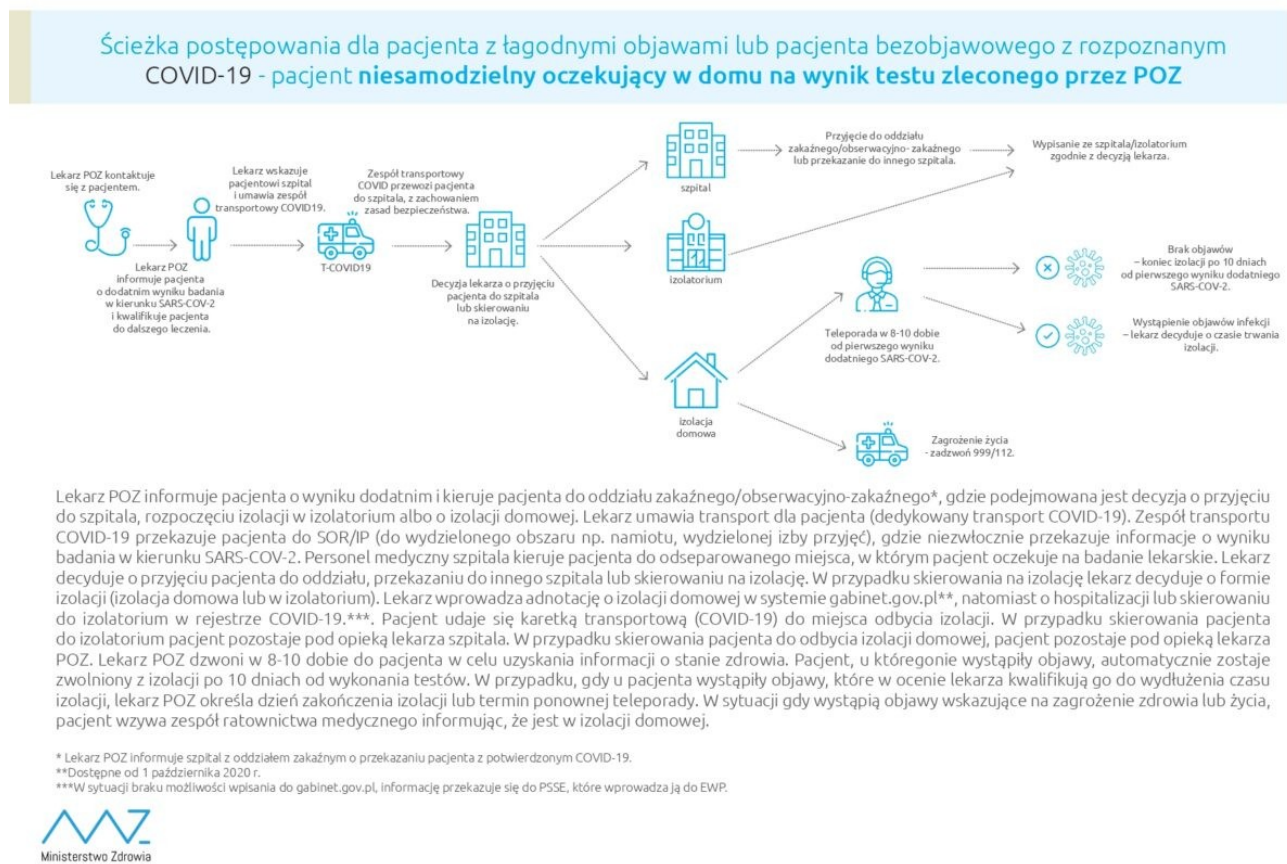 Ścieżka postępowania dla pacjenta z łagodnymi objawami lub pacjenta bezobjawowego z rozpoznanym
COVID-19 - pacjent niesamodzielny oczekujący w domu na wynik testu zleconego przez POZ
Lekarz POZ kontaktuje
się z pacjentem.
Lekarz POZ
informuje pacjenta
o dodatnim wyniku badania
w kierunku SARS-COV-2
i kwalifikuje pacjenta
do dalszego leczenia.
Lekarz wskazuje
pacjentowi szpital
i umawia zespół
transportowy COVID19.
T-COVID19
Zespół transportowy
COVID przewozi pacjenta
do szpitala, z zachowaniem
zasad bezpieczeństwa.
Decyzja lekarza o przyjęciu
pacjenta do szpitala
lub skierowaniu
na izolację.
szpital
Przyjęcie do oddziału
zakaźnego/obserwacyjno- zakaźnego
lub przekazanie do innego szpitala.
Wypisanie ze szpitala/izolatorium
zgodnie z decyzją lekarza.
izolatorium
izolacja
domowa
Teleporada w 8-10 dobie
od pierwszego wyniku
dodatniego SARS-COV-2.
Brak objawów
– koniec izolacji po 10 dniach
od pierwszego wyniku dodatniego
SARS-COV-2.
Wystąpienie objawów infekcji
– lekarz decyduje o czasie trwania
izolacji.
Zagrożenie życia
- zadzwoń 999/112.
Lekarz POZ informuje pacjenta o wyniku dodatnim i kieruje pacjenta do oddziału zakaźnego/obserwacyjno-zakaźnego*, gdzie podejmowana jest decyzja o przyjęciu
do szpitala, rozpoczęciu izolacji w izolatorium albo o izolacji domowej. Lekarz umawia transport dla pacjenta (dedykowany transport COVID-19). Zespół transportu
COVID-19 przekazuje pacjenta do SOR/IP (do wydzielonego obszaru np. namiotu, wydzielonej izby przyjęć), gdzie niezwłocznie przekazuje informacje o wyniku
badania w kierunku SARS-COV-2. Personel medyczny szpitala kieruje pacjenta do odseparowanego miejsca, w którym pacjent oczekuje na badanie lekarskie. Lekarz
decyduje o przyjęciu pacjenta do oddziału, przekazaniu do innego szpitala lub skierowaniu na izolację. W przypadku skierowania na izolację lekarz decyduje o formie
izolacji (izolacja domowa lub w izolatorium). Lekarz wprowadza adnotację o izolacji domowej w systemie gabinet.gov.pl**, natomiast o hospitalizacji lub skierowaniu
do izolatorium w rejestrze COVID-19.***. Pacjent udaje się karetką transportową (COVID-19) do miejsca odbycia izolacji. W przypadku skierowania pacjenta
do izolatorium pacjent pozostaje pod opieką lekarza szpitala. W przypadku skierowania pacjenta do odbycia izolacji domowej, pacjent pozostaje pod opieką lekarza
POZ. Lekarz POZ dzwoni w 8-10 dobie do pacjenta w celu uzyskania informacji o stanie zdrowia. Pacjent, u któregonie wystąpiły objawy, automatycznie zostaje
zwolniony z izolacji po 10 dniach od wykonania testów. W przypadku, gdy u pacjenta wystąpiły objawy, które w ocenie lekarza kwalifikują go do wydłużenia czasu
izolacji, lekarz POZ określa dzień zakończenia izolacji lub termin ponownej teleporady. W sytuacji gdy wystąpią objawy wskazujące na zagrożenie zdrowia lub życia,
pacjent wzywa zespół ratownictwa medycznego informując, że jest w izolacji domowej.
* Lekarz POZ informuje szpital z oddziałem zakaźnym o przekazaniu pacjenta z potwierdzonym COVID-19.
**Dostępne od 1 października 2020 r.
***W sytuacji braku możliwości wpisania do gabinet.gov.pl, informację przekazuje się do PSSE, które wprowadza ją do EWP.
Ministerstwo Zdrowia